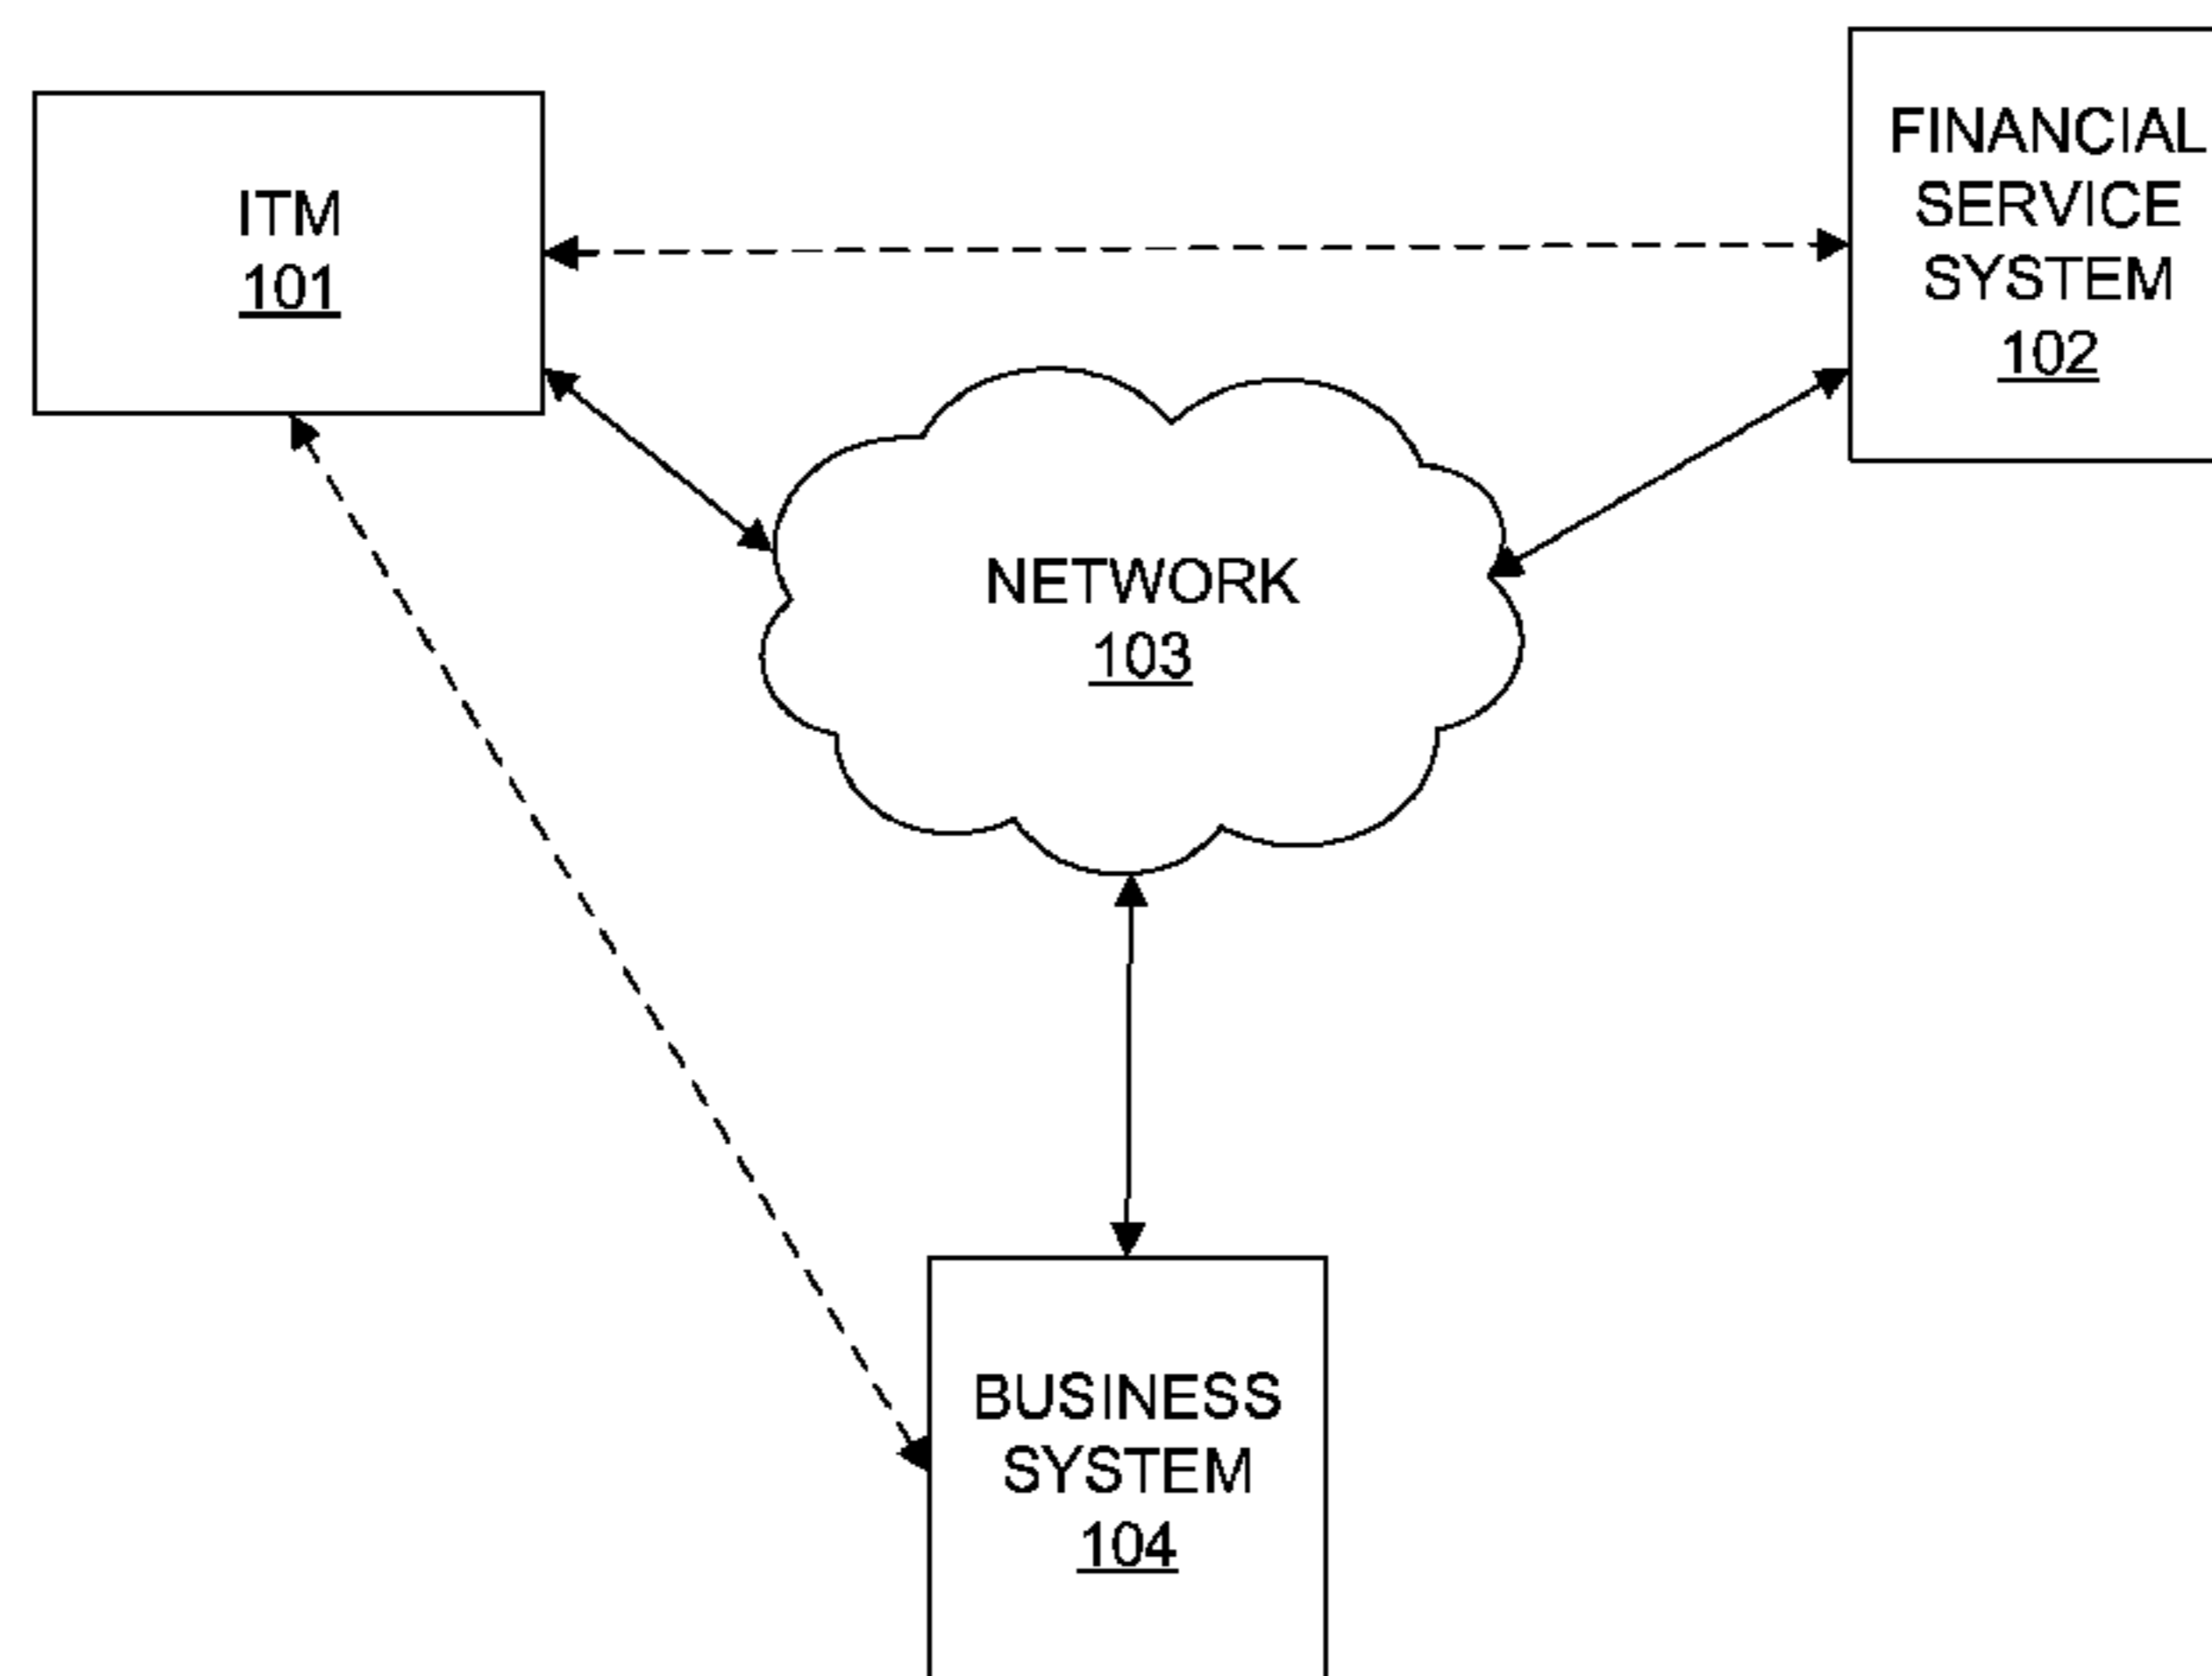 ITM
101
FINANCIAL
SERVICE
SYSTEM
102
NETWORK
103
BUSINESS
SYSTEM
104